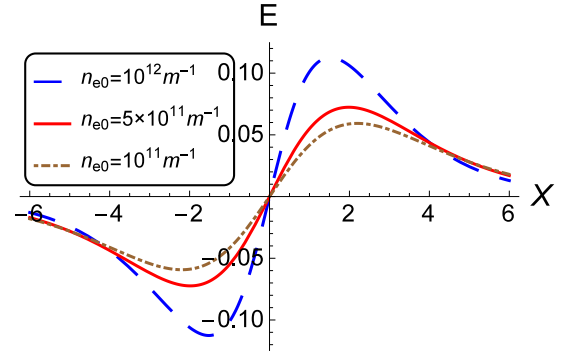 E
n_e0=10^12 m^-1
n_e0=5×10^11 m^-1
n_e0=10^11 m^-1
0.10
0.05
−6 −4 −2 0 2 4 6 X
−0.05
−0.10